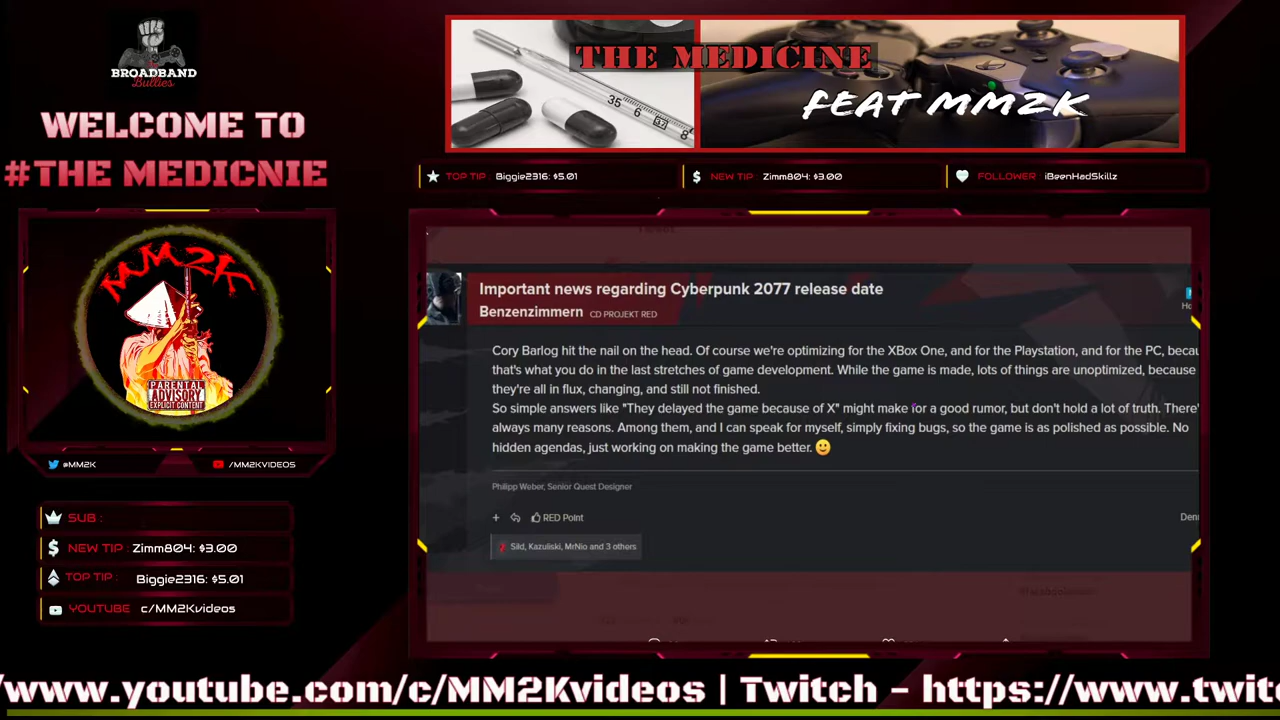 BROADBAND
Bullies
WELCOME TO
#THE MEDICNIE
THE MEDICINE
FEAT MM2K
35
6
37
8
TOP TIP : Biggie2316: $5.01
NEW TIP : Zimm804: $3.00
FOLLOWER : iBeenHadSkillz
MM2K
PARENTAL
ADVISORY
EXPLICIT CONTENT
@MM2K
/MM2KVIDEOS
SUB :
NEW TIP : Zimm804: $3.00
TOP TIP : Biggie2316: $5.01
YOUTUBE c/MM2Kvideos
Important news regarding Cyberpunk 2077 release date
Benzenzimmern CD PROJEKT RED
Ho
Cory Barlog hit the nail on the head. Of course we're optimizing for the XBox One, and for the Playstation, and for the PC, becau
that's what you do in the last stretches of game development. While the game is made, lots of things are unoptimized, because
they're all in flux, changing, and still not finished.
So simple answers like "They delayed the game because of X" might make for a good rumor, but don't hold a lot of truth. There'
always many reasons. Among them, and I can speak for myself, simply fixing bugs, so the game is as polished as possible. No
hidden agendas, just working on making the game better. 🙂
Philipp Weber, Senior Quest Designer
+ RED Point
Den
Sild, Kazuliski, MrNio and 3 others
/www.youtube.com/c/MM2Kvideos | Twitch - https://www.twitc